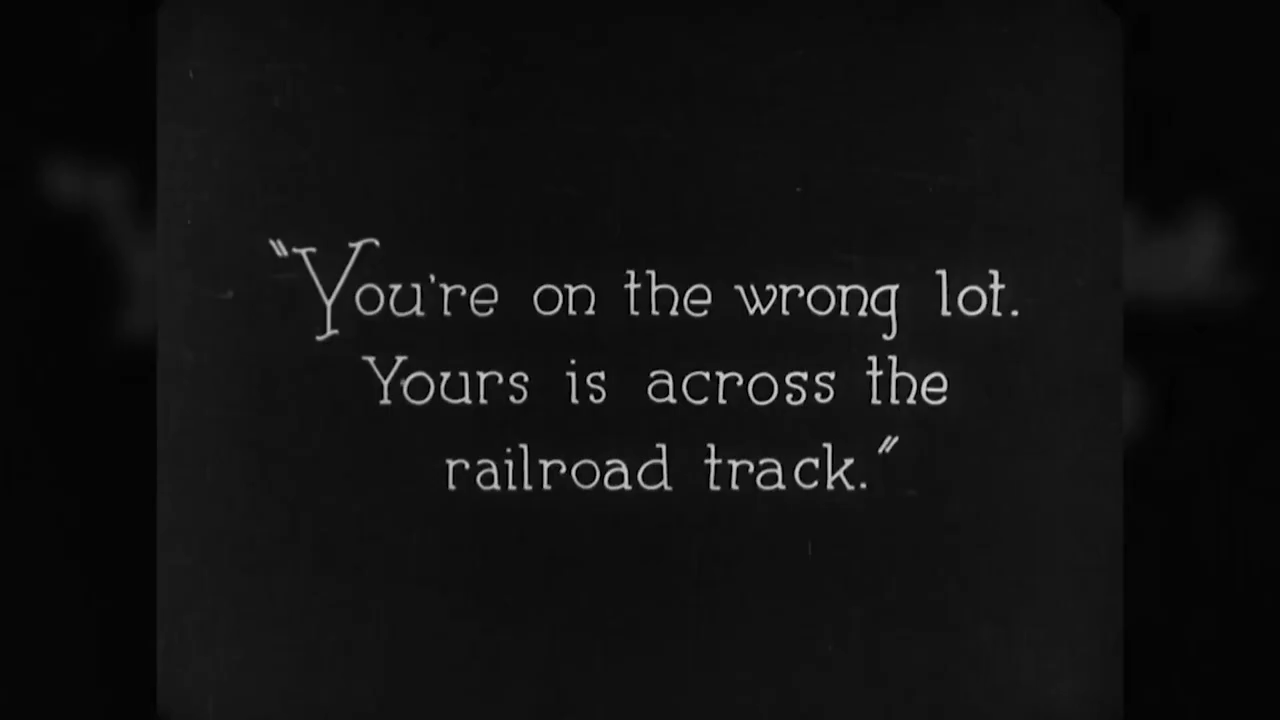 "You're on the wrong lot.
Yours is across the
railroad track."